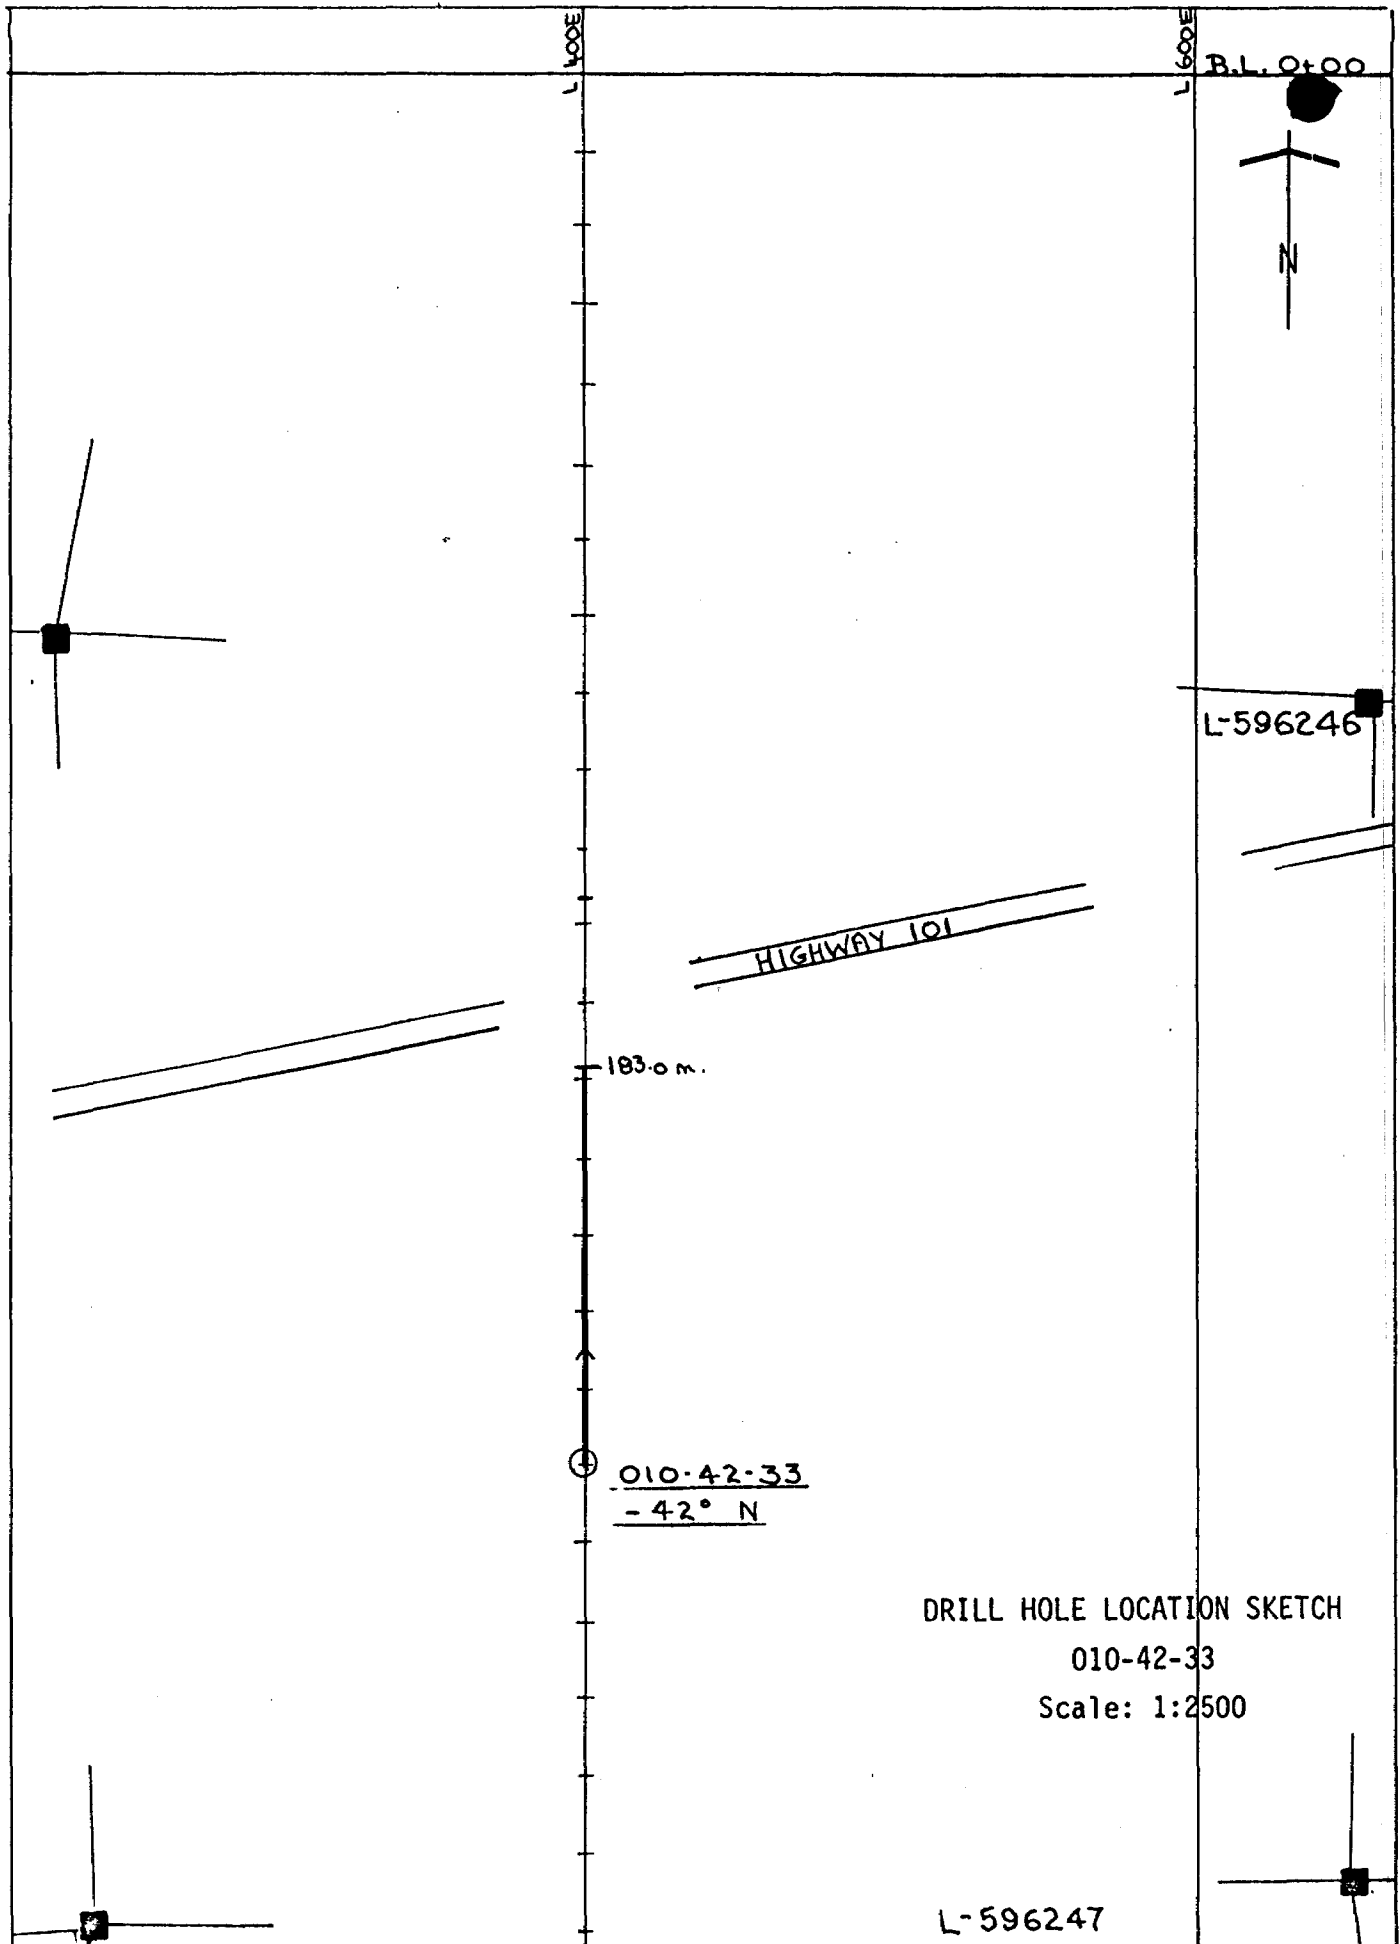 L 400E
L 600E
B.L. 0+00
N
L-596246
HIGHWAY 101
183.0 m.
010-42-33
-42° N
DRILL HOLE LOCATION SKETCH
010-42-33
Scale: 1:2500
L-596247